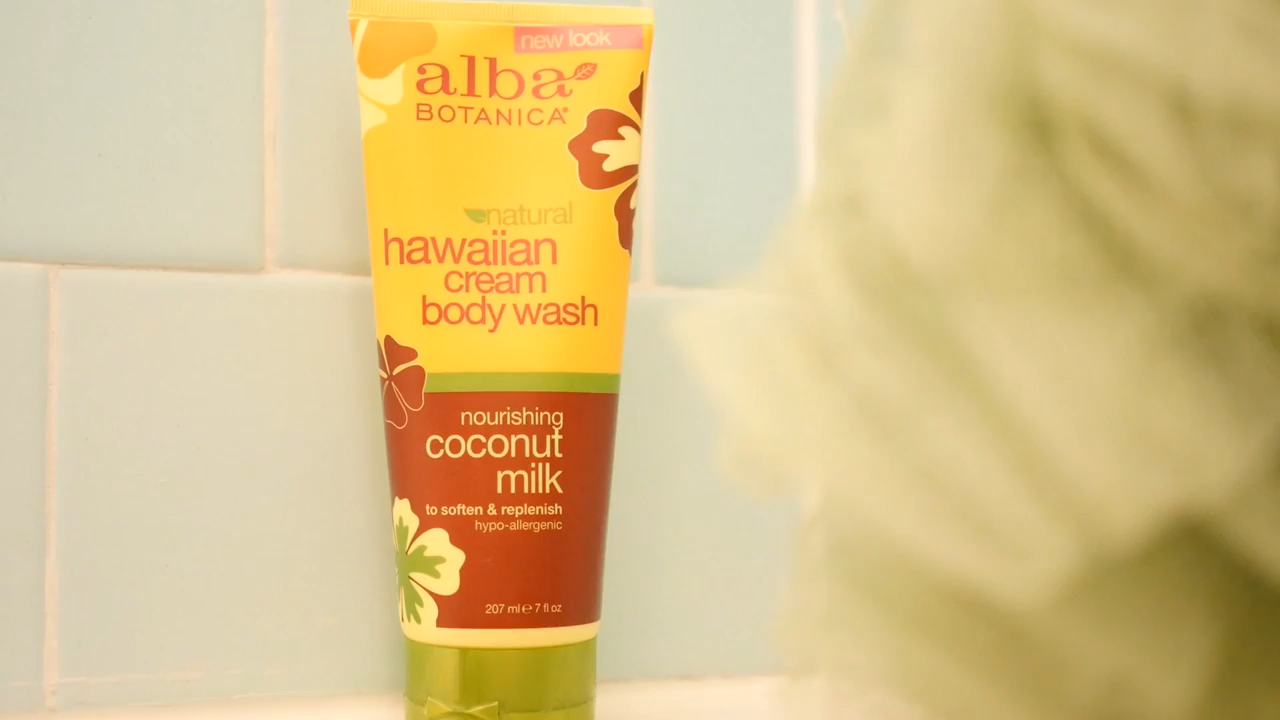 new look
alba
BOTANICA®
natural
hawaiian
cream
body wash
nourishing
coconut
milk
to soften & replenish
hypo-allergenic
207 ml ℮ 7 fl oz